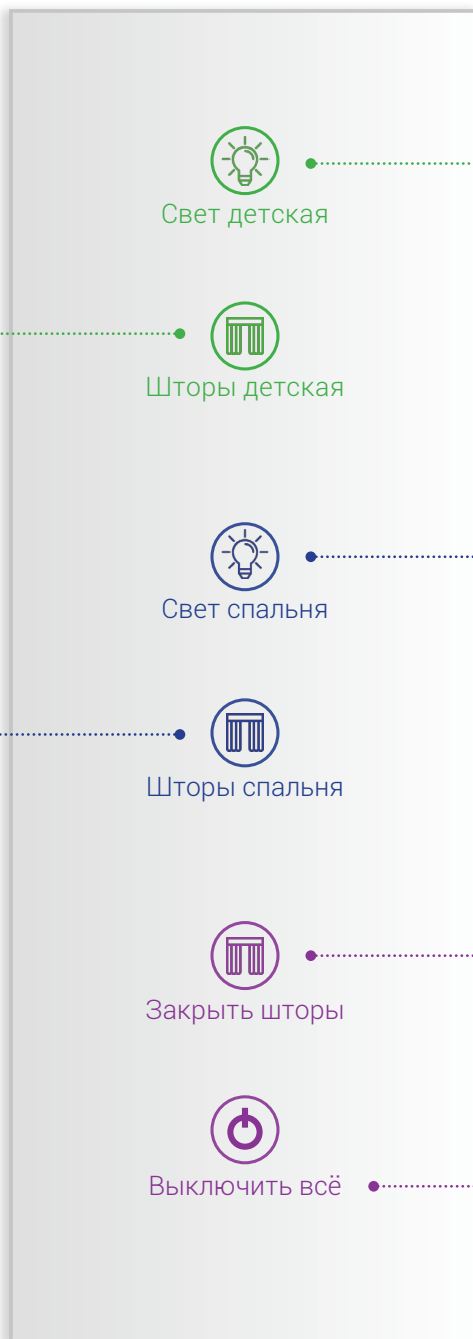 Свет детская
Шторы детская
Свет спальня
Шторы спальня
Закрыть шторы
Выключить всё